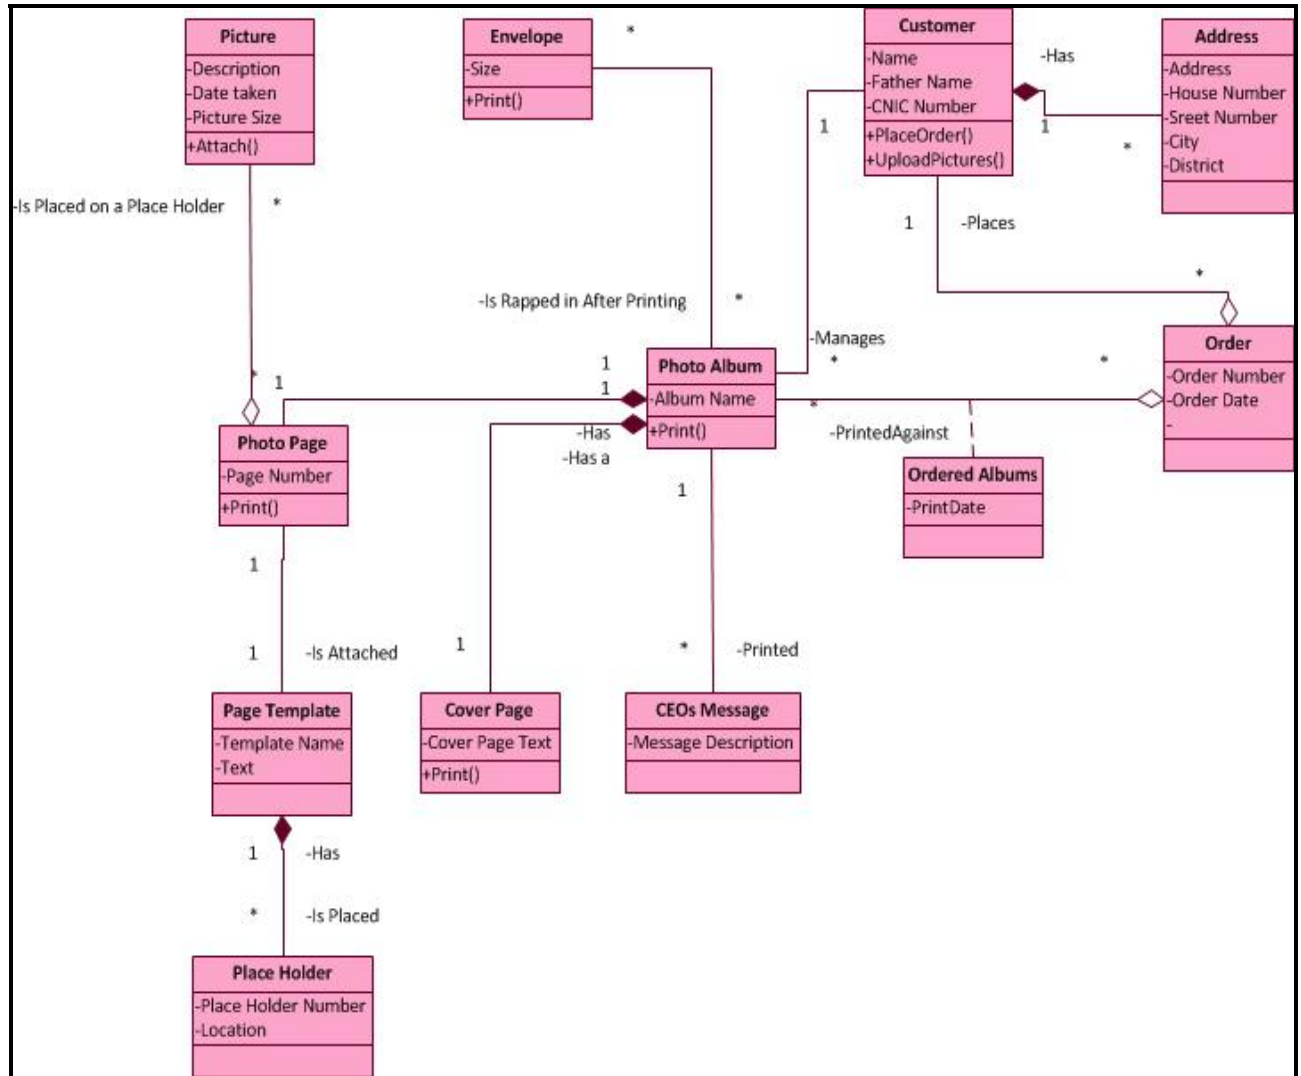 Picture
-Description
-Date taken
-Picture Size
+Attach()
Envelope
-Size
+Print()
*
Customer
-Name
-Father Name
-CNIC Number
+PlaceOrder()
+UploadPictures()
-Has
1
*
Address
-Address
-House Number
-Sreet Number
-City
-District
1
-Is Placed on a Place Holder
*
1
-Places
*
-Is Rapped in After Printing
*
-Manages
*
*
Order
-Order Number
-Order Date
-
1
1
Photo Album
-Album Name
+Print()
*
-PrintedAgainst
Ordered Albums
-PrintDate
*
1
Photo Page
-Page Number
+Print()
-Has
-Has a
1
1
1
-Is Attached
1
*
-Printed
Page Template
-Template Name
-Text
Cover Page
-Cover Page Text
+Print()
CEOs Message
-Message Description
1
-Has
*
-Is Placed
Place Holder
-Place Holder Number
-Location